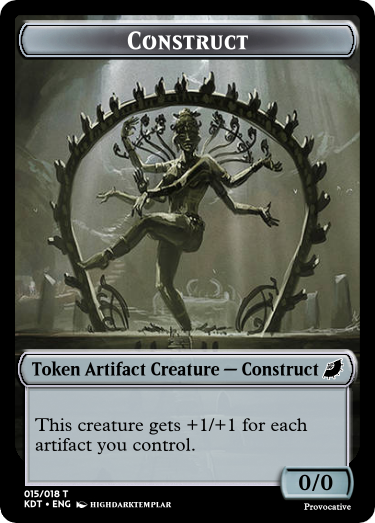 Construct
Token Artifact Creature — Construct
This creature gets +1/+1 for each
artifact you control.
0/0
015/018 T
KDT • ENG HIGHDARKTEMPLAR
Provocative